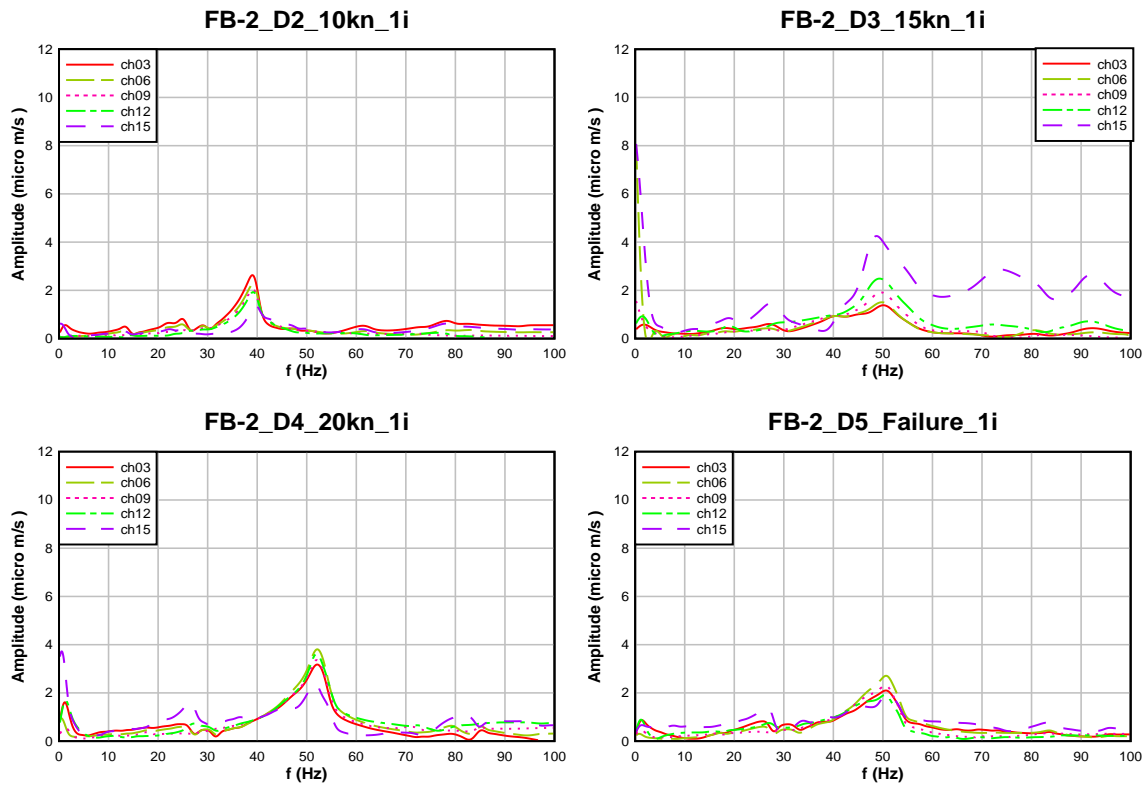 FB-2_D2_10kn_1i
12
10
8
6
4
2
0
Amplitude (micro m/s )
ch03
ch06
ch09
ch12
ch15
0 10 20 30 40 50 60 70 80 90 100
f (Hz)
FB-2_D3_15kn_1i
12
10
8
6
4
2
0
Amplitude (micro m/s )
ch03
ch06
ch09
ch12
ch15
0 10 20 30 40 50 60 70 80 90 100
f (Hz)
FB-2_D4_20kn_1i
12
10
8
6
4
2
0
Amplitude (micro m/s )
ch03
ch06
ch09
ch12
ch15
0 10 20 30 40 50 60 70 80 90 100
f (Hz)
FB-2_D5_Failure_1i
12
10
8
6
4
2
0
Amplitude (micro m/s )
ch03
ch06
ch09
ch12
ch15
0 10 20 30 40 50 60 70 80 90 100
f (Hz)